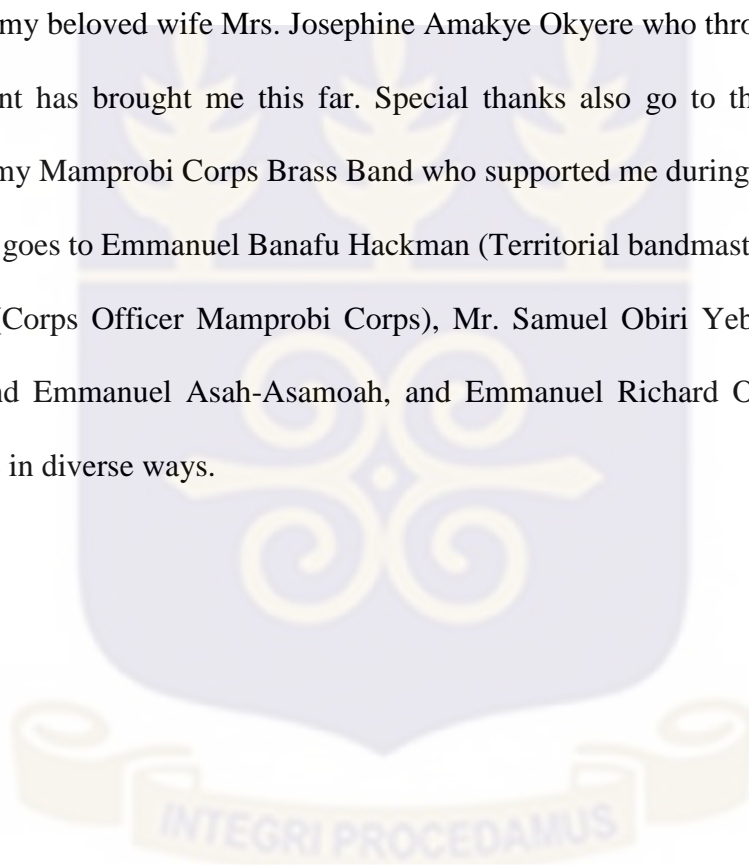 my beloved wife Mrs. Josephine Amakye Okyere who thro
nt has brought me this far. Special thanks also go to th
my Mamprobi Corps Brass Band who supported me during
goes to Emmanuel Banafu Hackman (Territorial bandmast
(Corps Officer Mamprobi Corps), Mr. Samuel Obiri Yeb
nd Emmanuel Asah-Asamoah, and Emmanuel Richard O
in diverse ways.
INTEGRI PROCEDAMUS